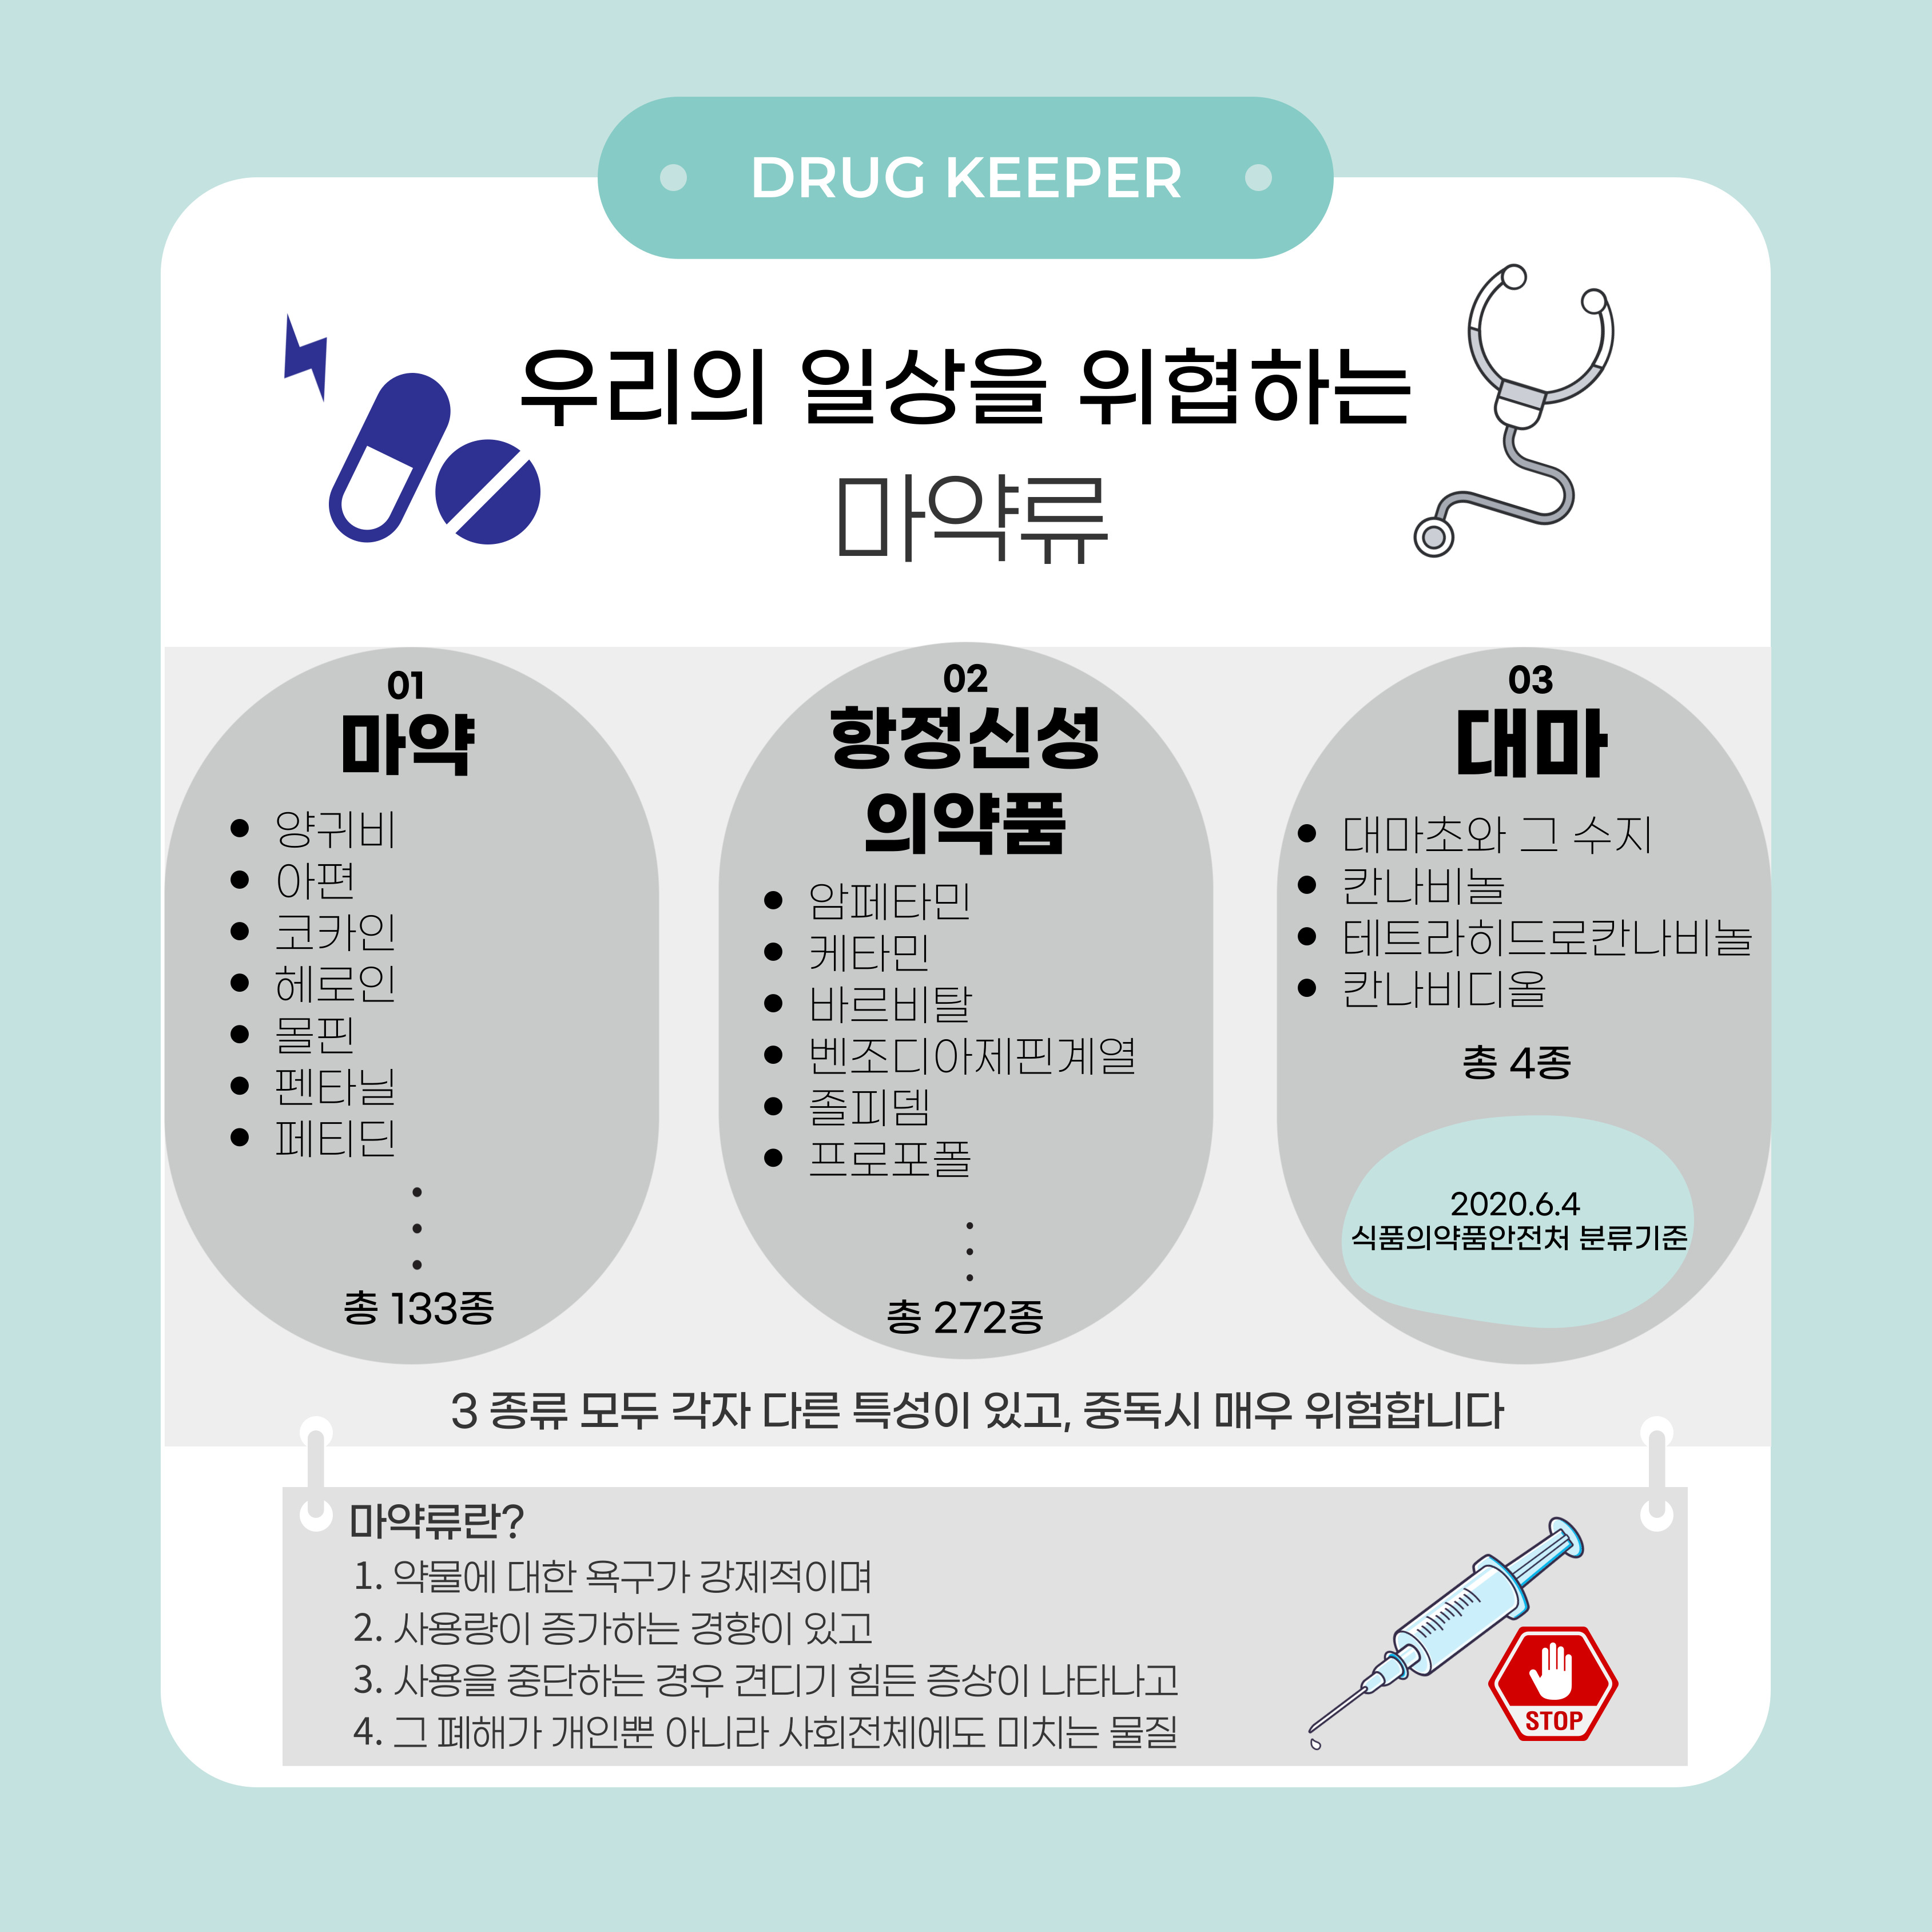 DRUG KEEPER
우리의 일상을 위협하는
마약류
01
마약
• 양귀비
• 아편
• 코카인
• 헤로인
• 몰핀
• 펜타닐
• 페티딘
총 133종
02
항정신성
의약품
• 암페타민
• 케타민
• 바르비탈
• 벤조디아제핀계열
• 졸피뎀
• 프로포폴
총 272종
03
대마
• 대마초와 그 수지
• 칸나비놀
• 테트라히드로칸나비놀
• 칸나비디올
총 4종
2020.6.4
식품의약품안전처 분류기준
3 종류 모두 각자 다른 특성이 있고, 중독시 매우 위험합니다
마약류란?
1. 약물에 대한 욕구가 강제적이며
2. 사용량이 증가하는 경향이 있고
3. 사용을 중단하는 경우 견디기 힘든 증상이 나타나고
4. 그 폐해가 개인뿐 아니라 사회전체에도 미치는 물질
STOP